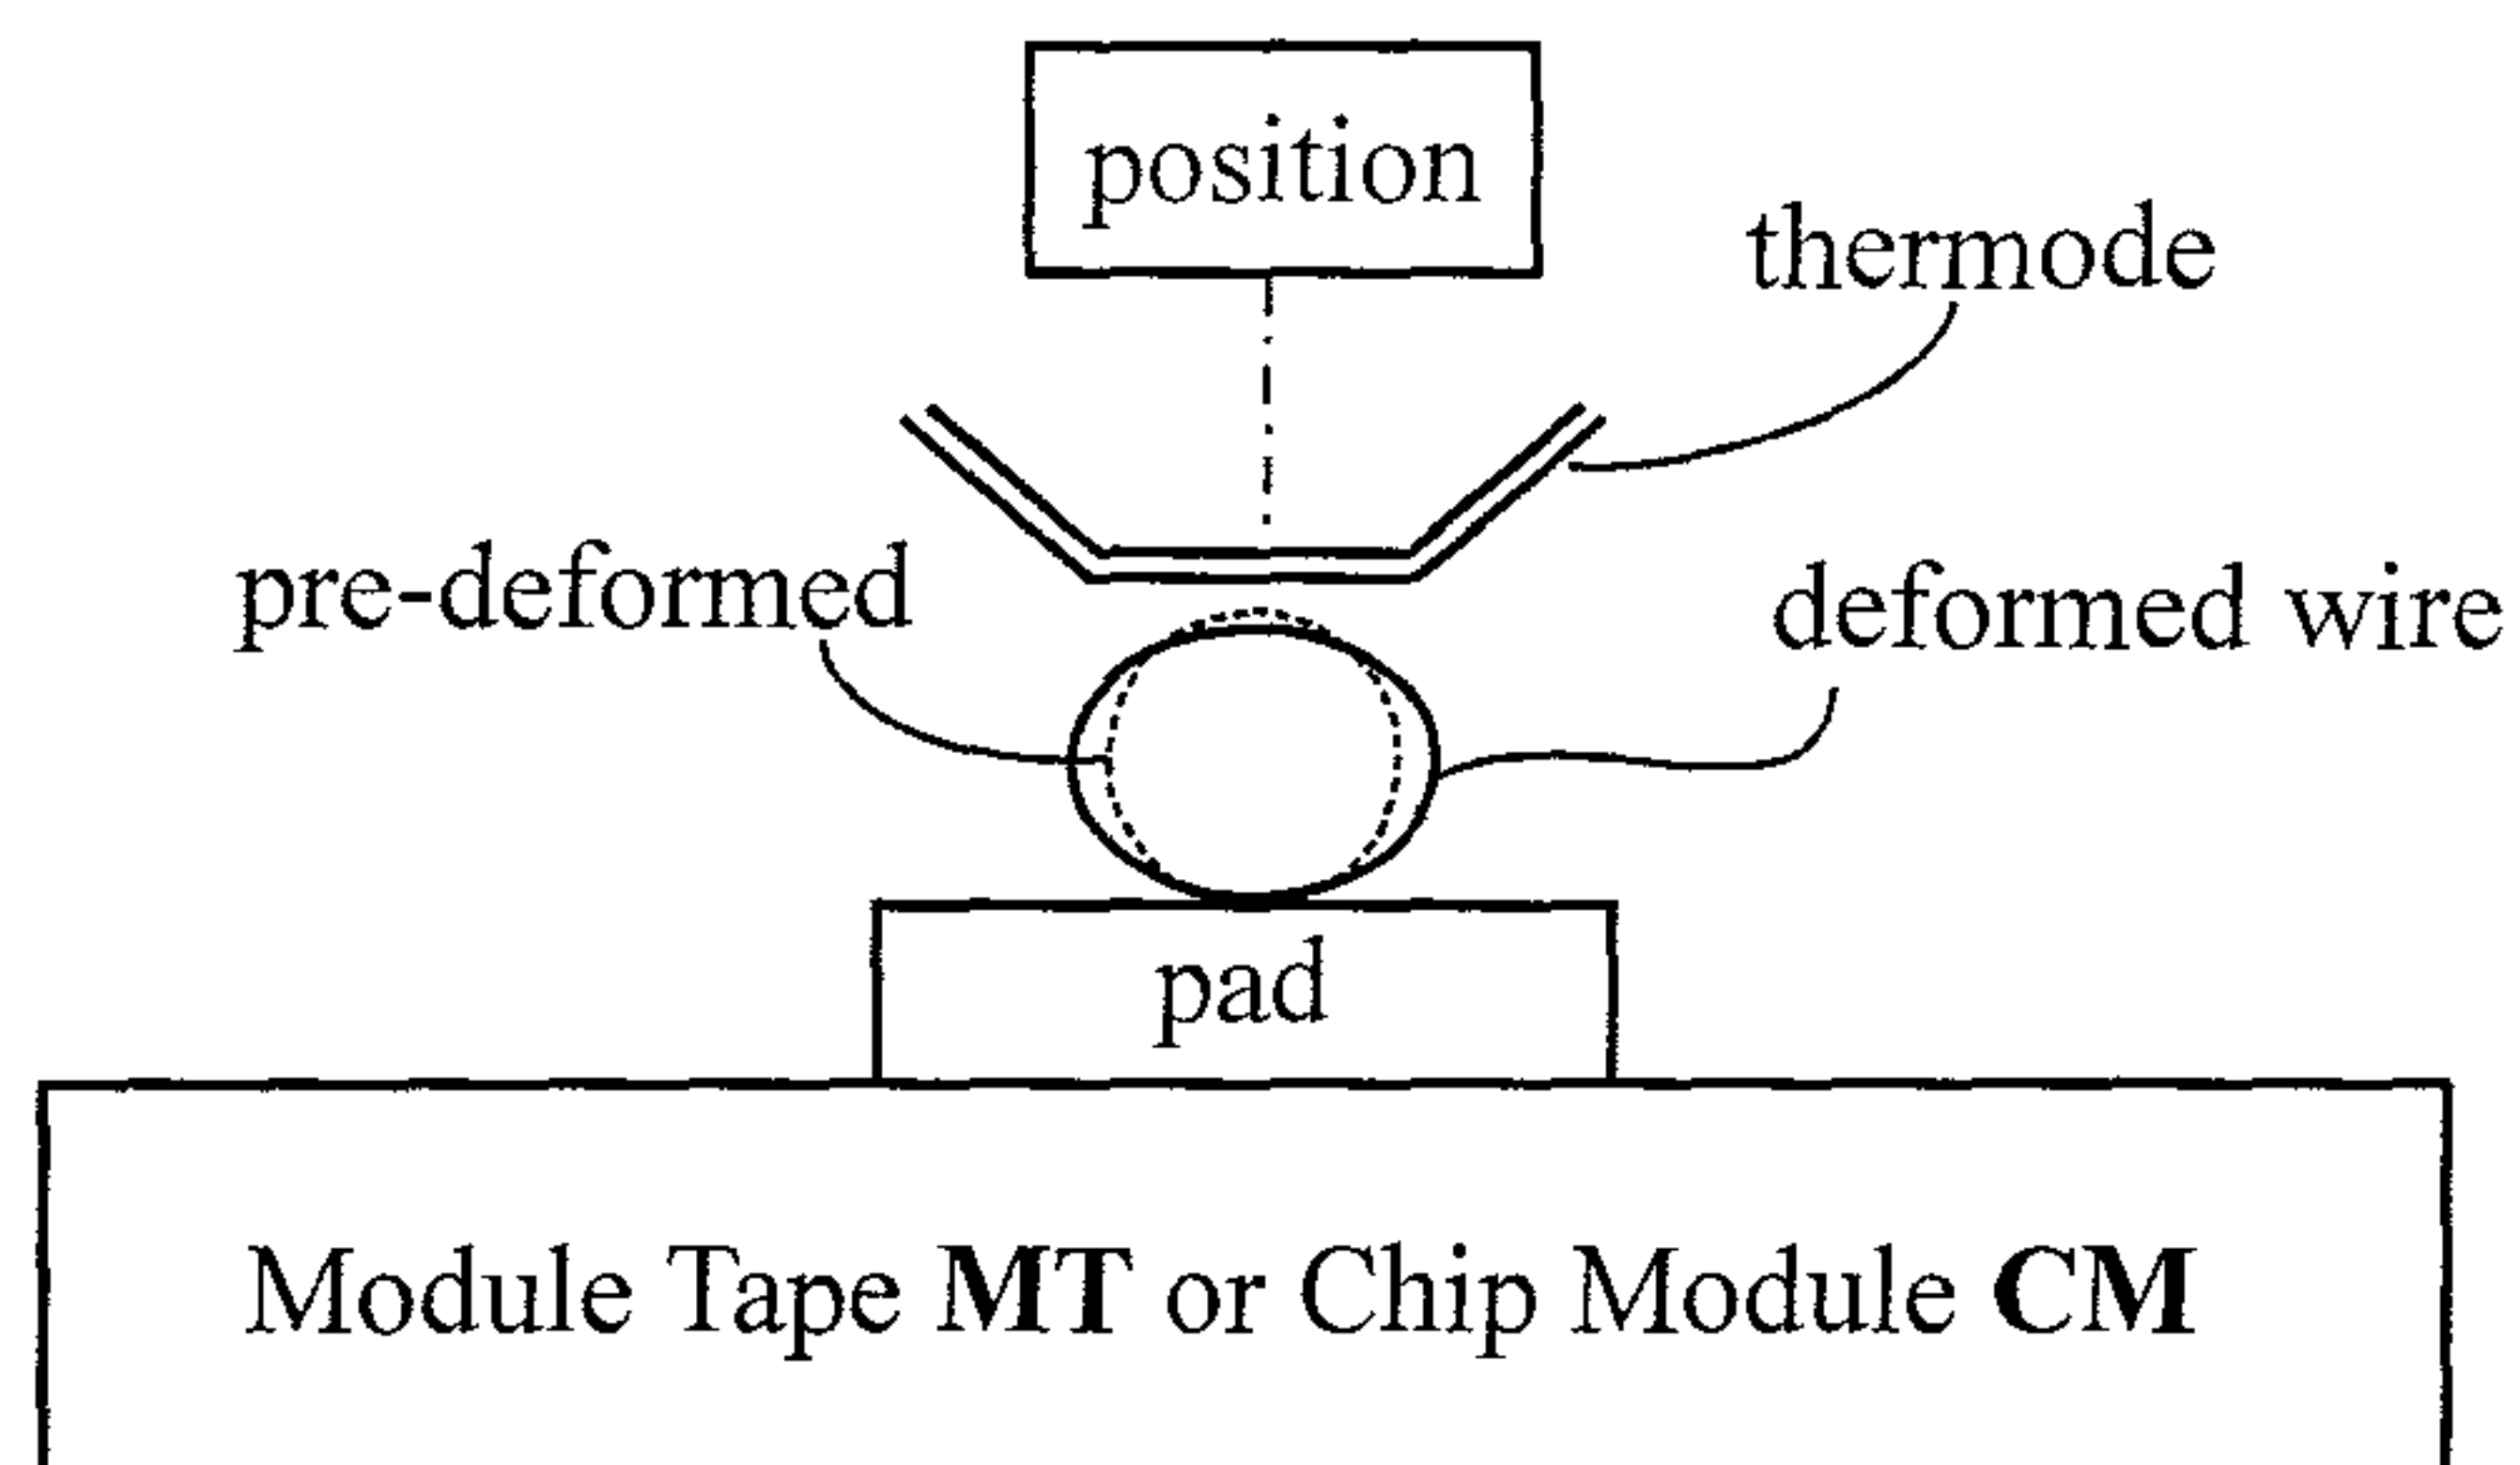 position
thermode
pre-deformed
deformed wire
pad
Module Tape MT or Chip Module CM